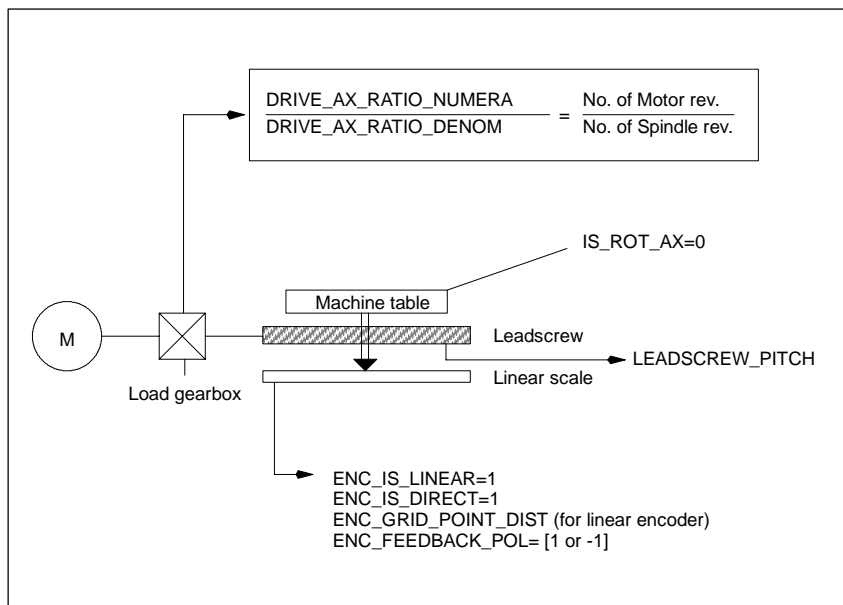 DRIVE_AX_RATIO_NUMERA
DRIVE_AX_RATIO_DENOM
=
No. of Motor rev.
No. of Spindle rev.
IS_ROT_AX=0
Machine table
M
Leadscrew
LEADSCREW_PITCH
Linear scale
Load gearbox
ENC_IS_LINEAR=1
ENC_IS_DIRECT=1
ENC_GRID_POINT_DIST (for linear encoder)
ENC_FEEDBACK_POL= [1 or -1]